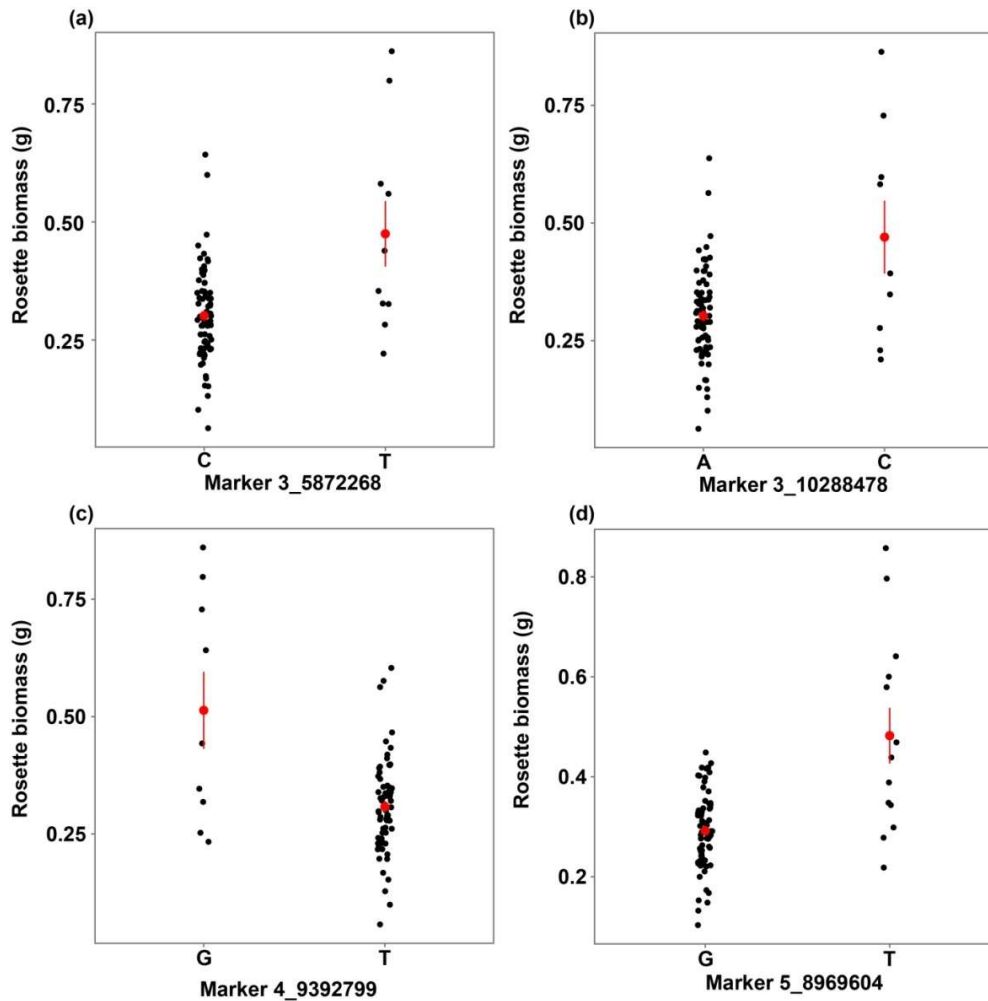 (a)
Rosette biomass (g)
0.75
0.50
0.25
C
T
Marker 3_5872268
(b)
Rosette biomass (g)
0.75
0.50
0.25
A
C
Marker 3_10288478
(c)
Rosette biomass (g)
0.75
0.50
0.25
G
T
Marker 4_9392799
(d)
Rosette biomass (g)
0.8
0.6
0.4
0.2
G
T
Marker 5_8969604